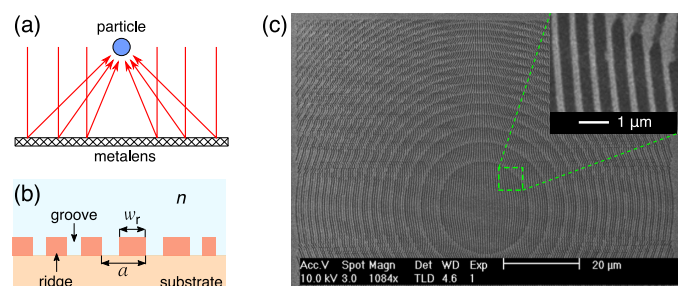 (a)
particle
metalens
(b)
n
groove
wr
a
ridge
substrate
(c)
1 µm
Acc.V Spot Magn Det WD Exp
10.0 kV 3.0 1084x TLD 4.6 1
20 µm